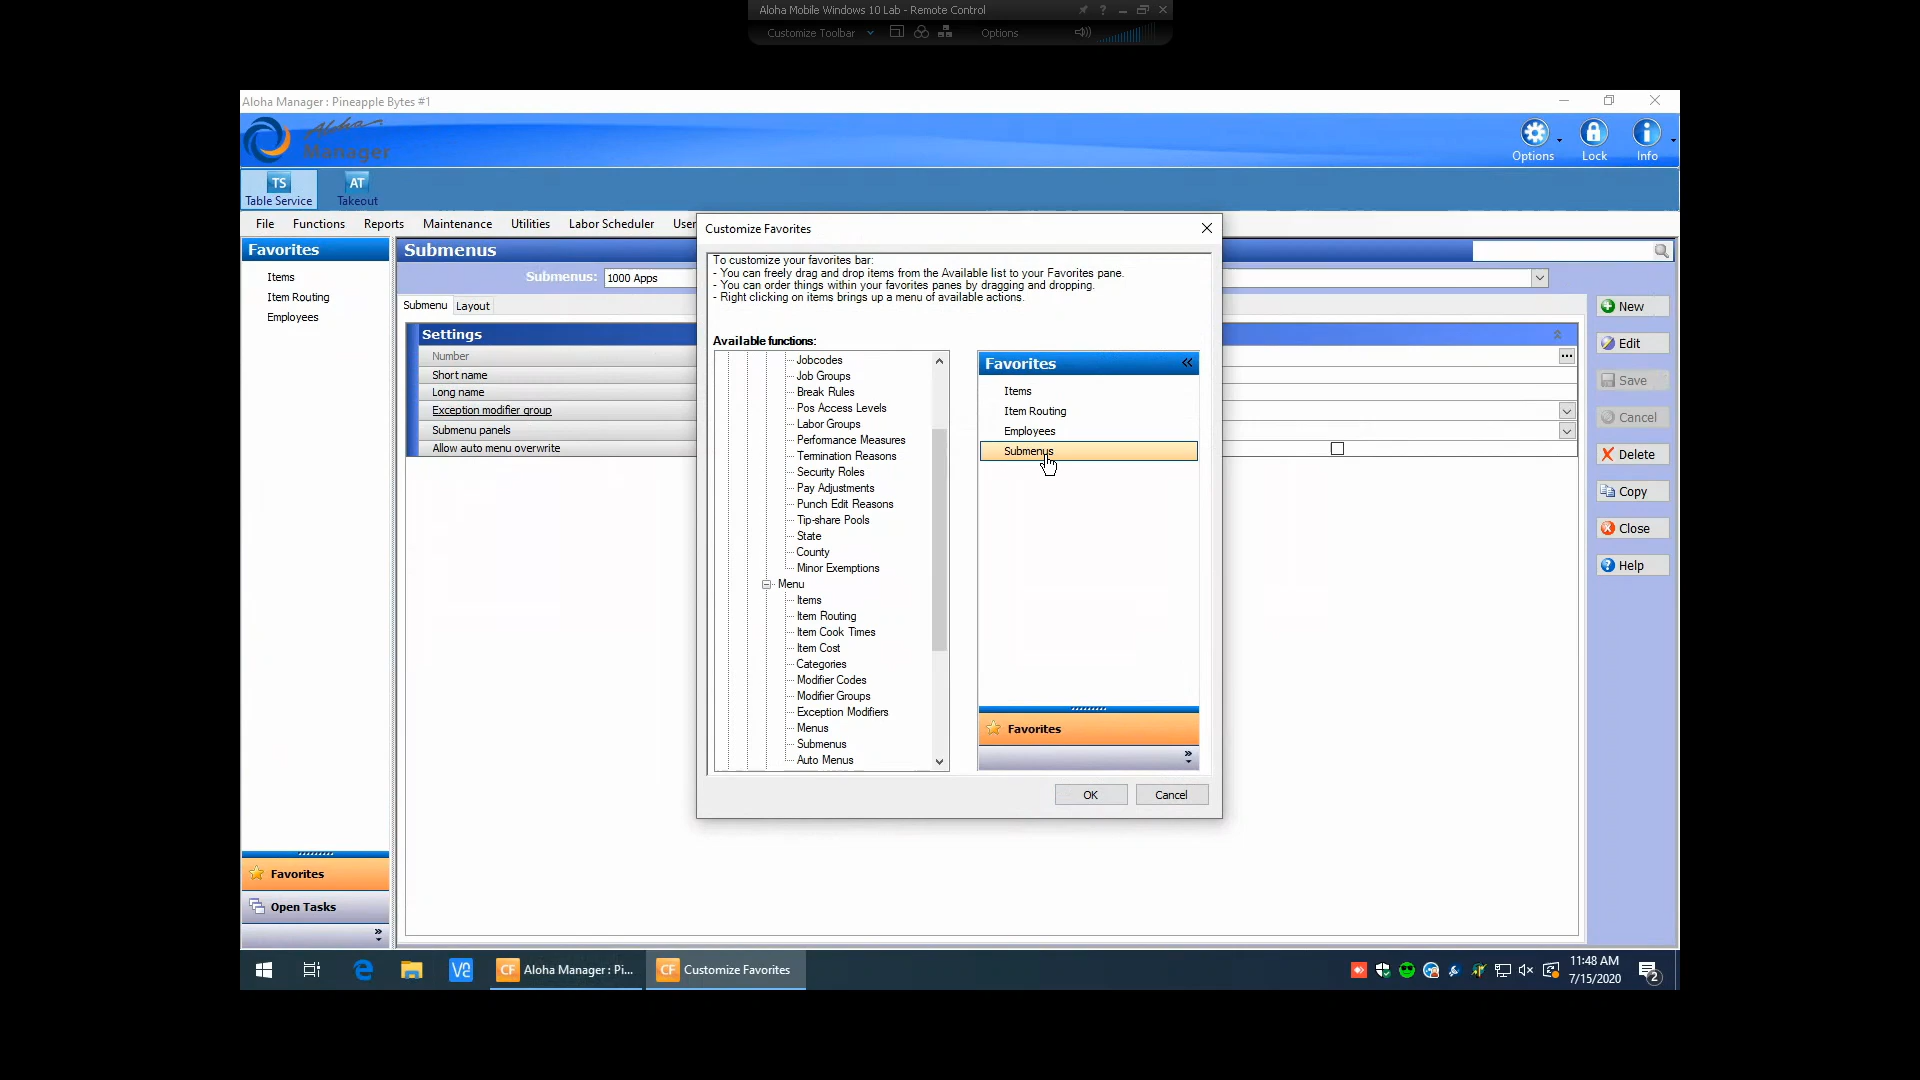 Aloha Mobile Windows 10 Lab - Remote Control
Customize Toolbar
Options
Aloha Manager : Pineapple Bytes #1
Aloha
Manager
Options
Lock
Info
TS
Table Service
AT
Takeout
File
Functions
Reports
Maintenance
Utilities
Labor Scheduler
User
Favorites
Items
Item Routing
Employees
Favorites
Open Tasks
Submenus
Submenus:
1000 Apps
Submenu
Layout
Settings
Number
Short name
Long name
Exception modifier group
Submenu panels
Allow auto menu overwrite
Customize Favorites
To customize your favorites bar:
- You can freely drag and drop items from the Available list to your Favorites pane.
- You can order things within your favorites panes by dragging and dropping.
- Right clicking on items brings up a menu of available actions.
Available functions:
Jobcodes
Job Groups
Break Rules
Pos Access Levels
Labor Groups
Performance Measures
Termination Reasons
Security Roles
Pay Adjustments
Punch Edit Reasons
Tip-share Pools
State
County
Minor Exemptions
Menu
Items
Item Routing
Item Cook Times
Item Cost
Categories
Modifier Codes
Modifier Groups
Exception Modifiers
Menus
Submenus
Auto Menus
Favorites
Items
Item Routing
Employees
Submenus
Favorites
OK
Cancel
New
Edit
Save
Cancel
Delete
Copy
Close
Help
CF
Aloha Manager : Pi...
CF
Customize Favorites
11:48 AM
7/15/2020
2